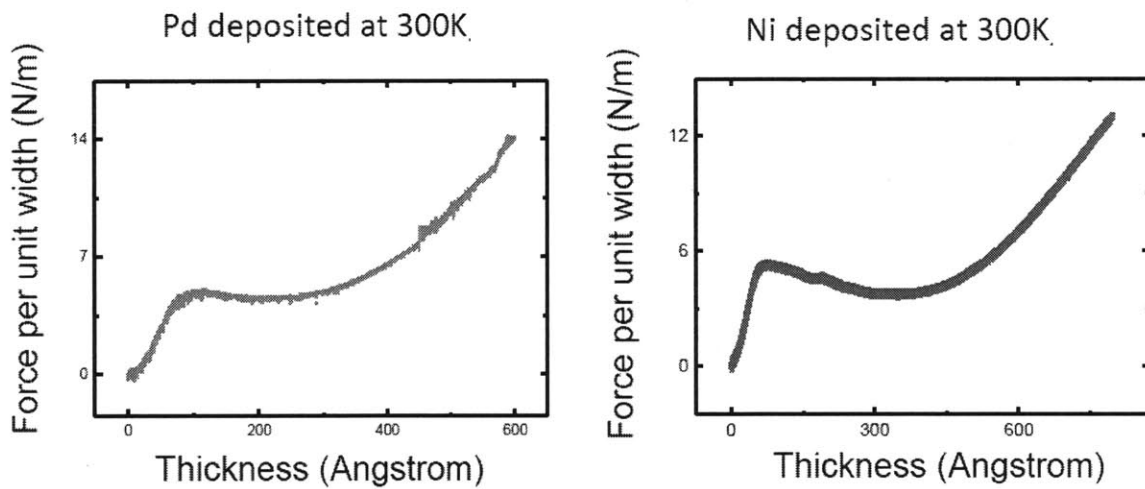 Pd deposited at 300K
Force per unit width (N/m)
14
7
0
0
200
400
600
Thickness (Angstrom)
Ni deposited at 300K
Force per unit width (N/m)
12
6
0
0
300
600
Thickness (Angstrom)